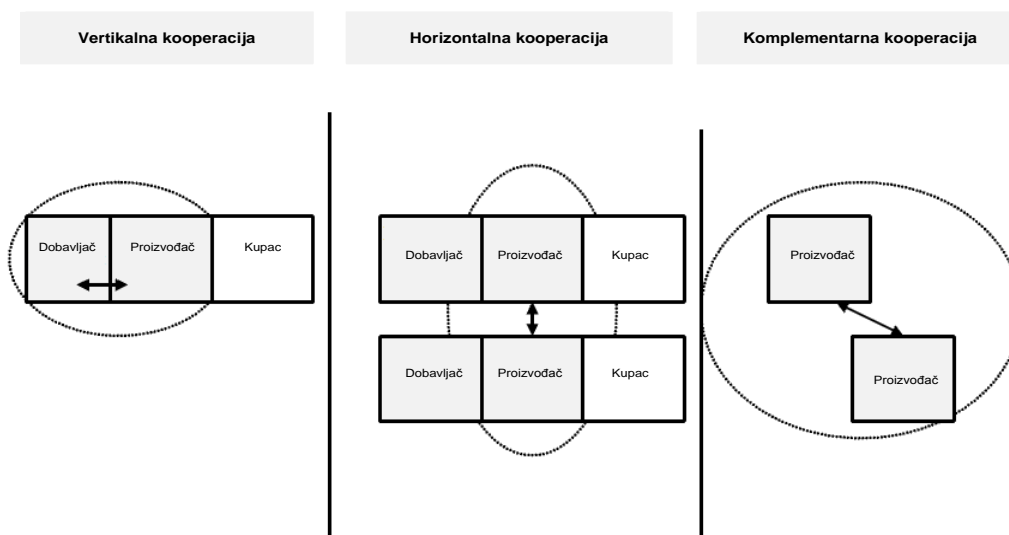 Vertikalna kooperacija
Horizontalna kooperacija
Komplementarna kooperacija
Dobavljač
Proizvođač
Kupac
Dobavljač
Proizvođač
Kupac
Dobavljač
Proizvođač
Kupac
Proizvođač
Proizvođač